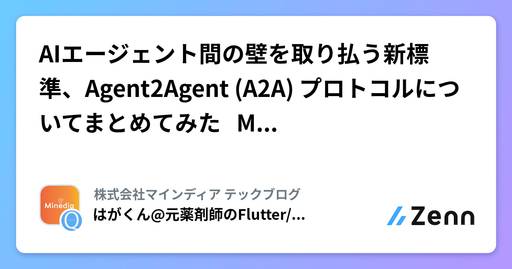 AIエージェント間の壁を取り払う新標
準、Agent2Agent (A2A) プロトコルにつ
いてまとめてみた M...
株式会社マインディア テックブログ
Minedia
はがくん@元薬剤師のFlutter/...
Zenn